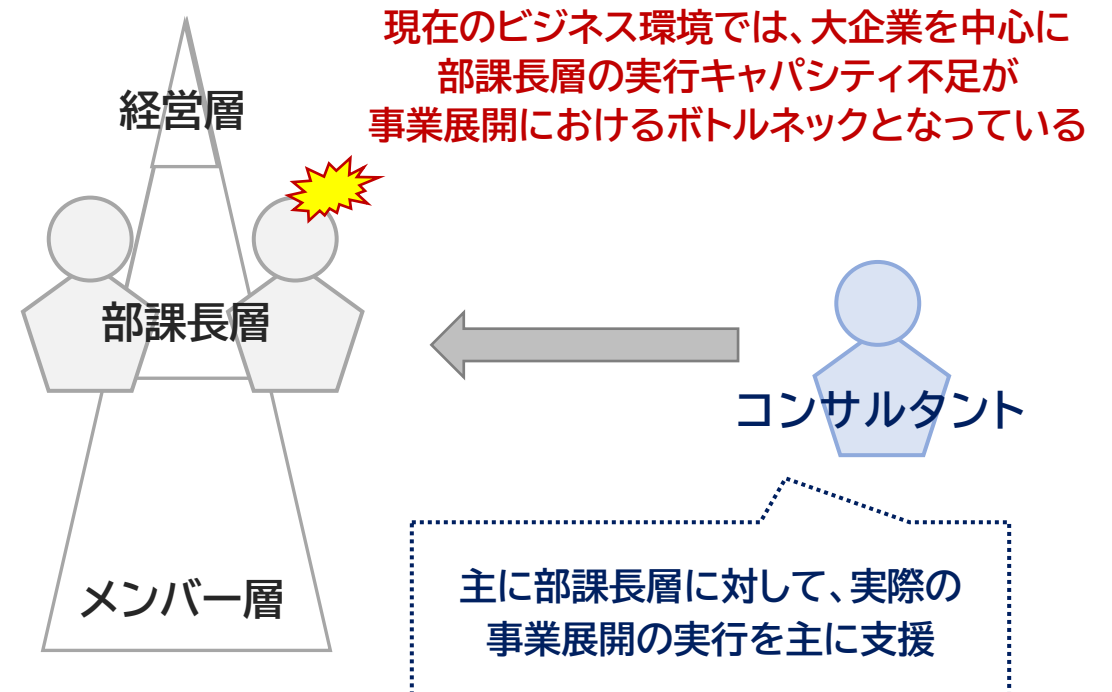 現在のビジネス環境では、大企業を中心に
部課長層の実行キャパシティ不足が
事業展開におけるボトルネックとなっている
経営層
部課長層
コンサルタント
メンバー層
主に部課長層に対して、実際の
事業展開の実行を主に支援